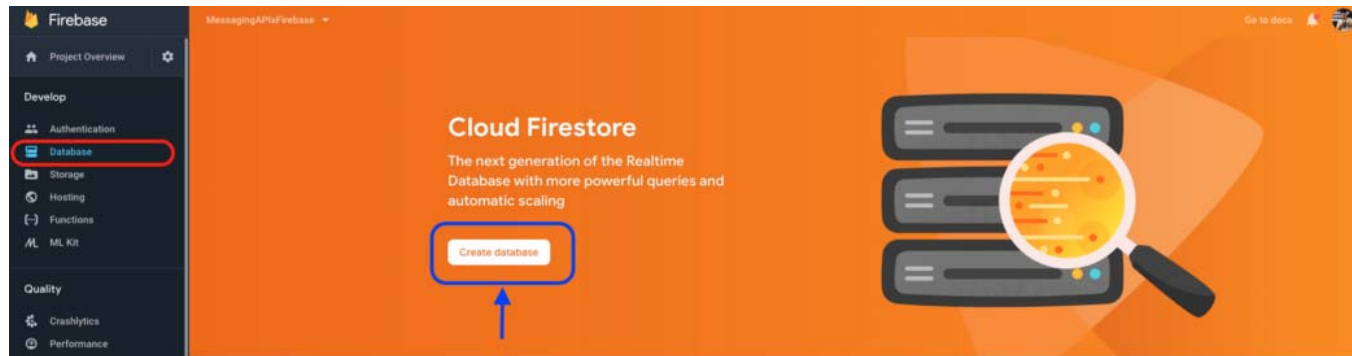 Firebase
MessagingAPIxFirebase
Go to docs
Project Overview
Develop
Authentication
Database
Storage
Hosting
Functions
ML Kit
Quality
Crashlytics
Performance
Cloud Firestore
The next generation of the Realtime
Database with more powerful queries and
automatic scaling
Create database